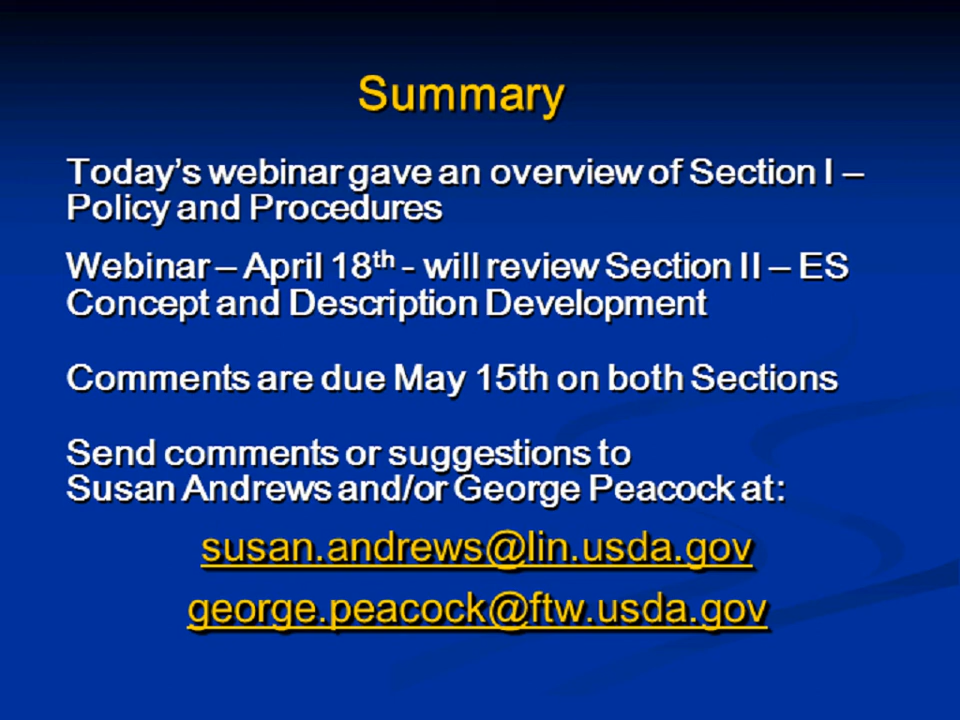 Summary
Today's webinar gave an overview of Section I –
Policy and Procedures
Webinar – April 18th - will review Section II – ES
Concept and Description Development
Comments are due May 15th on both Sections
Send comments or suggestions to
Susan Andrews and/or George Peacock at:
susan.andrews@lin.usda.gov
george.peacock@ftw.usda.gov